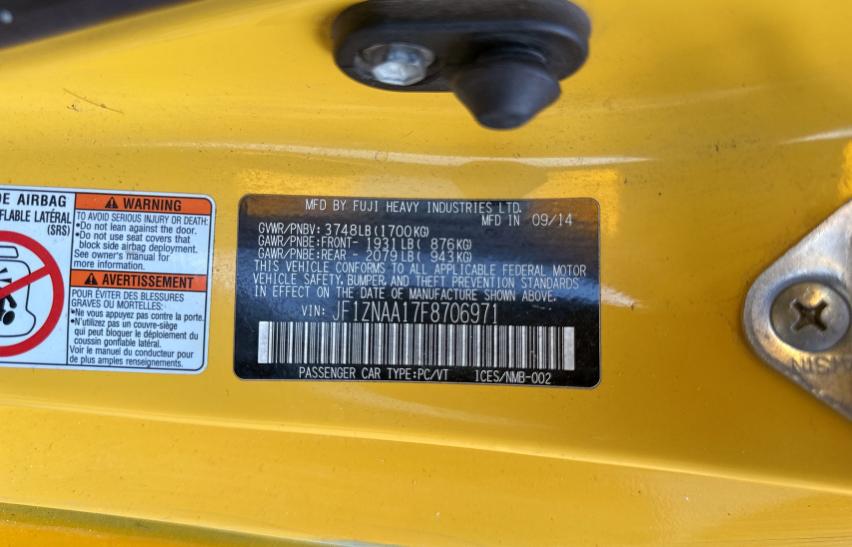 DE AIRBAG
FLABLE LATÉRAL
(SRS)
WARNING
TO AVOID SERIOUS INJURY OR DEATH:
•Do not lean against the door.
•Do not use seat covers that
block side airbag deployment.
See owner's manual for
more information.
AVERTISSEMENT
POUR ÉVITER DES BLESSURES
GRAVES OU MORTELLES:
•Ne vous appuyez pas à la porte.
•N'utilizez pas un couvre-siège
qui peut bloquer le déploiement du
coussin gonflable latéral.
Voir le manuel du conducteur pour
de plus amples renseignements.
MFD BY FUJI HEAVY INDUSTRIES LTD.
MFD IN 09/14
GVWR/PNBV: 3748LB(1700KG)
GAWR/PNBE:FRONT- 1931LB( 876KG)
GAWR/PNBE:REAR - 2079LB( 943KG)
THIS VEHICLE CONFORMS TO ALL APPLICABLE FEDERAL MOTOR
VEHICLE SAFETY, BUMPER, AND THEFT PREVENTION STANDARDS
IN EFFECT ON THE DATE OF MANUFACTURE SHOWN ABOVE.
VIN: JF1ZNAA17F8706971
PASSENGER CAR TYPE:PC/VT ICES/NMB-002
AISIN